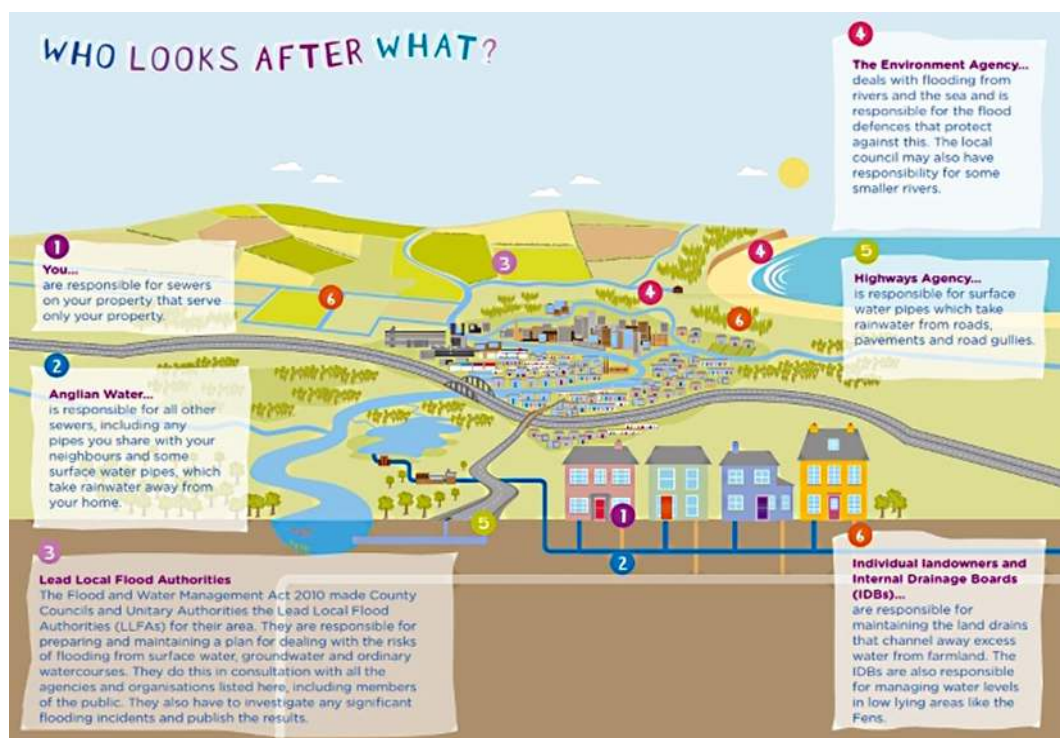 WHO LOOKS AFTER WHAT?
1
You...
are responsible for sewers
on your property that serve
only your property.
2
Anglian Water...
is responsible for all other
sewers, including any
pipes you share with your
neighbours and some
surface water pipes, which
take rainwater away from
your home.
3
Lead Local Flood Authorities
The Flood and Water Management Act 2010 made County
Councils and Unitary Authorities the Lead Local Flood
Authorities (LLFAs) for their area. They are responsible for
preparing and maintaining a plan for dealing with the risks
of flooding from surface water, groundwater and ordinary
watercourses. They do this in consultation with all the
agencies and organisations listed here, including members
of the public. They also have to investigate any significant
flooding incidents and publish the results.
4
The Environment Agency...
deals with flooding from
rivers and the sea and is
responsible for the flood
defences that protect
against this. The local
council may also have
responsibility for some
smaller rivers.
5
Highways Agency...
is responsible for surface
water pipes which take
rainwater from roads,
pavements and road gullies.
6
Individual landowners and
Internal Drainage Boards
(IDBs)...
are responsible for
maintaining the land drains
that channel away excess
water from farmland. The
IDBs are also responsible
for managing water levels
in low lying areas like the
Fens.
3
4
4
6
6
5
1
2